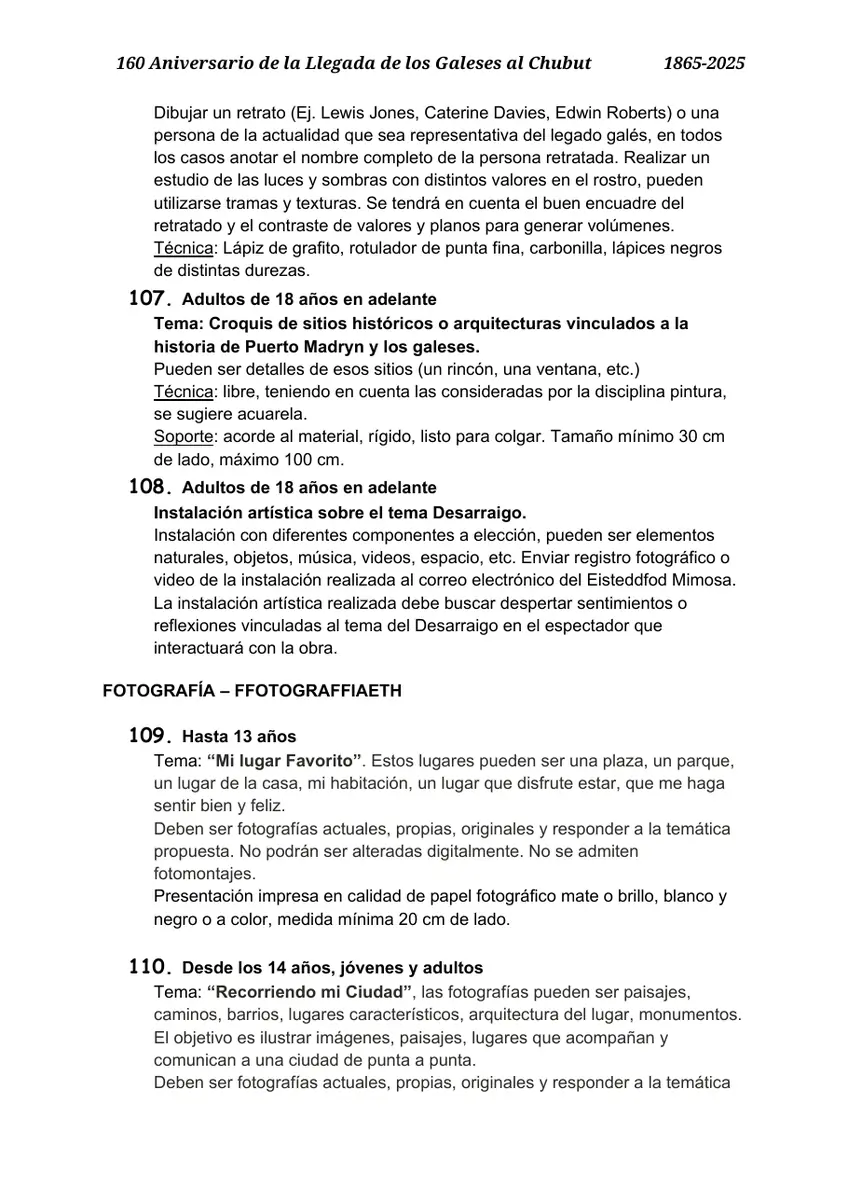 160 Aniversario de la Llegada de los Galeses al Chubut 1865-2025
Dibujar un retrato (Ej. Lewis Jones, Caterine Davies, Edwin Roberts) o una
persona de la actualidad que sea representativa del legado galés, en todos
los casos anotar el nombre completo de la persona retratada. Realizar un
estudio de las luces y sombras con distintos valores en el rostro, pueden
utilizarse tramas y texturas. Se tendrá en cuenta el buen encuadre del
retratado y el contraste de valores y planos para generar volúmenes.
Técnica: Lápiz de grafito, rotulador de punta fina, carbonilla, lápices negros
de distintas durezas.
107. Adultos de 18 años en adelante
Tema: Croquis de sitios históricos o arquitecturas vinculados a la
historia de Puerto Madryn y los galeses.
Pueden ser detalles de esos sitios (un rincón, una ventana, etc.)
Técnica: libre, teniendo en cuenta las consideradas por la disciplina pintura,
se sugiere acuarela.
Soporte: acorde al material, rígido, listo para colgar. Tamaño mínimo 30 cm
de lado, máximo 100 cm.
108. Adultos de 18 años en adelante
Instalación artística sobre el tema Desarraigo.
Instalación con diferentes componentes a elección, pueden ser elementos
naturales, objetos, música, videos, espacio, etc. Enviar registro fotográfico o
video de la instalación realizada al correo electrónico del Eisteddfod Mimosa.
La instalación artística realizada debe buscar despertar sentimientos o
reflexiones vinculadas al tema del Desarraigo en el espectador que
interactuará con la obra.
FOTOGRAFÍA – FFOTOGRAFFIAETH
109. Hasta 13 años
Tema: “Mi lugar Favorito”. Estos lugares pueden ser una plaza, un parque,
un lugar de la casa, mi habitación, un lugar que disfrute estar, que me haga
sentir bien y feliz.
Deben ser fotografías actuales, propias, originales y responder a la temática
propuesta. No podrán ser alteradas digitalmente. No se admiten
fotomontajes.
Presentación impresa en calidad de papel fotográfico mate o brillo, blanco y
negro o a color, medida mínima 20 cm de lado.
110. Desde los 14 años, jóvenes y adultos
Tema: “Recorriendo mi Ciudad”, las fotografías pueden ser paisajes,
caminos, barrios, lugares característicos, arquitectura del lugar, monumentos.
El objetivo es ilustrar imágenes, paisajes, lugares que acompañan y
comunican a una ciudad de punta a punta.
Deben ser fotografías actuales, propias, originales y responder a la temática